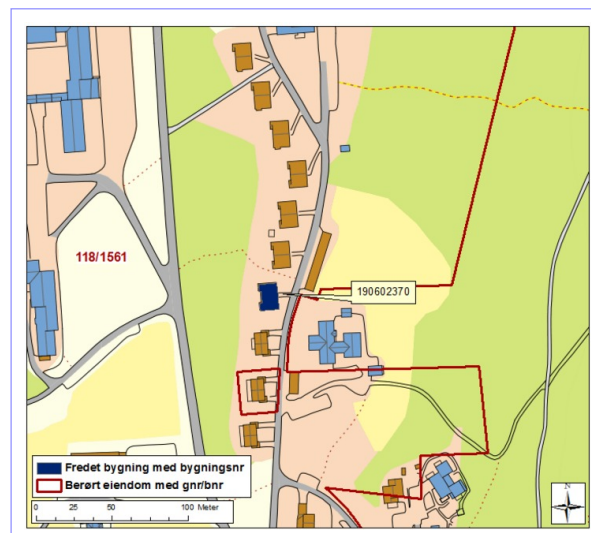 118/1561
190602370
Fredet bygning med bygningsnr
Berørt eiendom med gnr/bnr
0 25 50 100 Meter
N